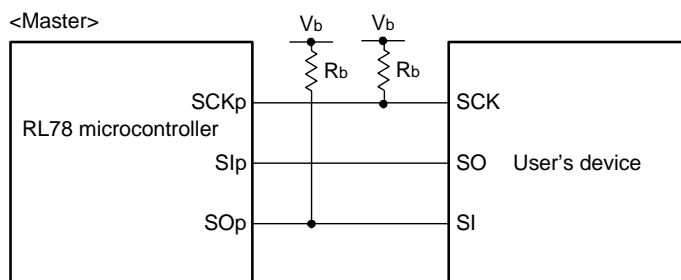 <Master>
Vb Vb
Rb Rb
SCKp SCK
RL78 microcontroller
SIp SO User's device
SOp SI